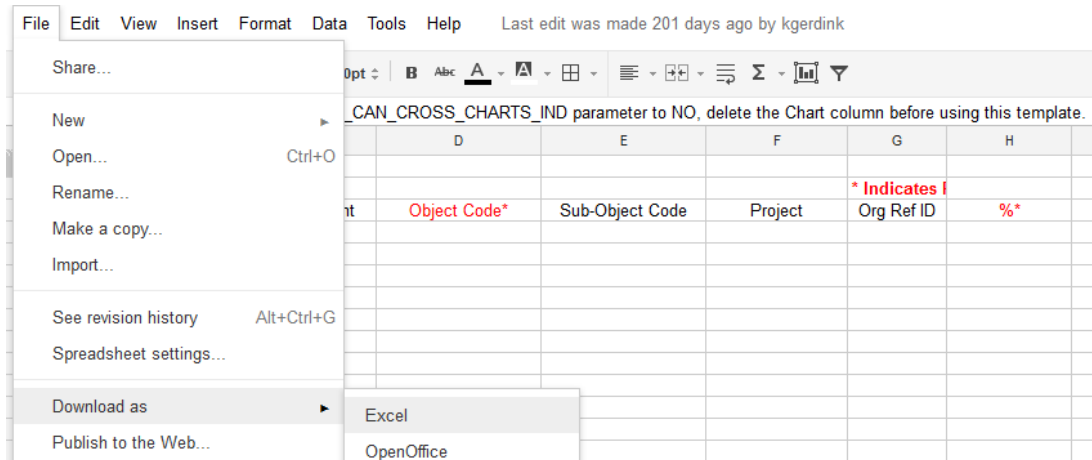 File Edit View Insert Format Data Tools Help Last edit was made 201 days ago by kgerdink
Share...
0pt B Abc A A Σ
_CAN_CROSS_CHARTS_IND parameter to NO, delete the Chart column before using this template.
New
D E F G H
Open... Ctrl+O
Rename...
* Indicates
nt Object Code* Sub-Object Code Project Org Ref ID %*
Make a copy...
Import...
See revision history Alt+Ctrl+G
Spreadsheet settings...
Download as
Excel
Publish to the Web...
OpenOffice